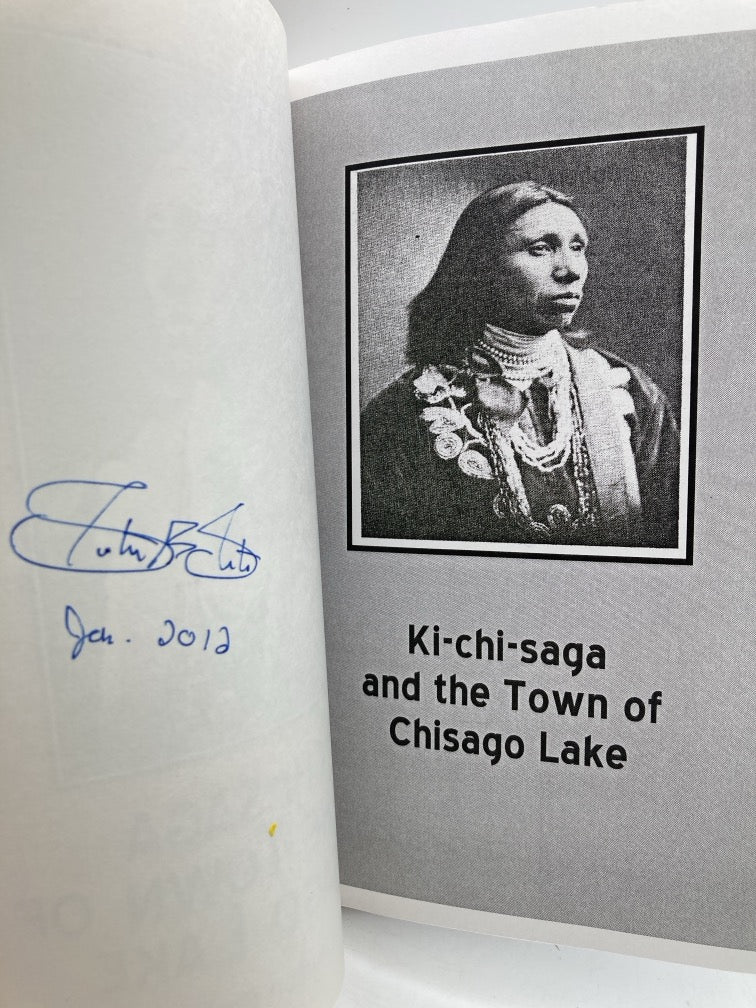 Jan. 2012
Ki-chi-saga
and the Town of
Chisago Lake